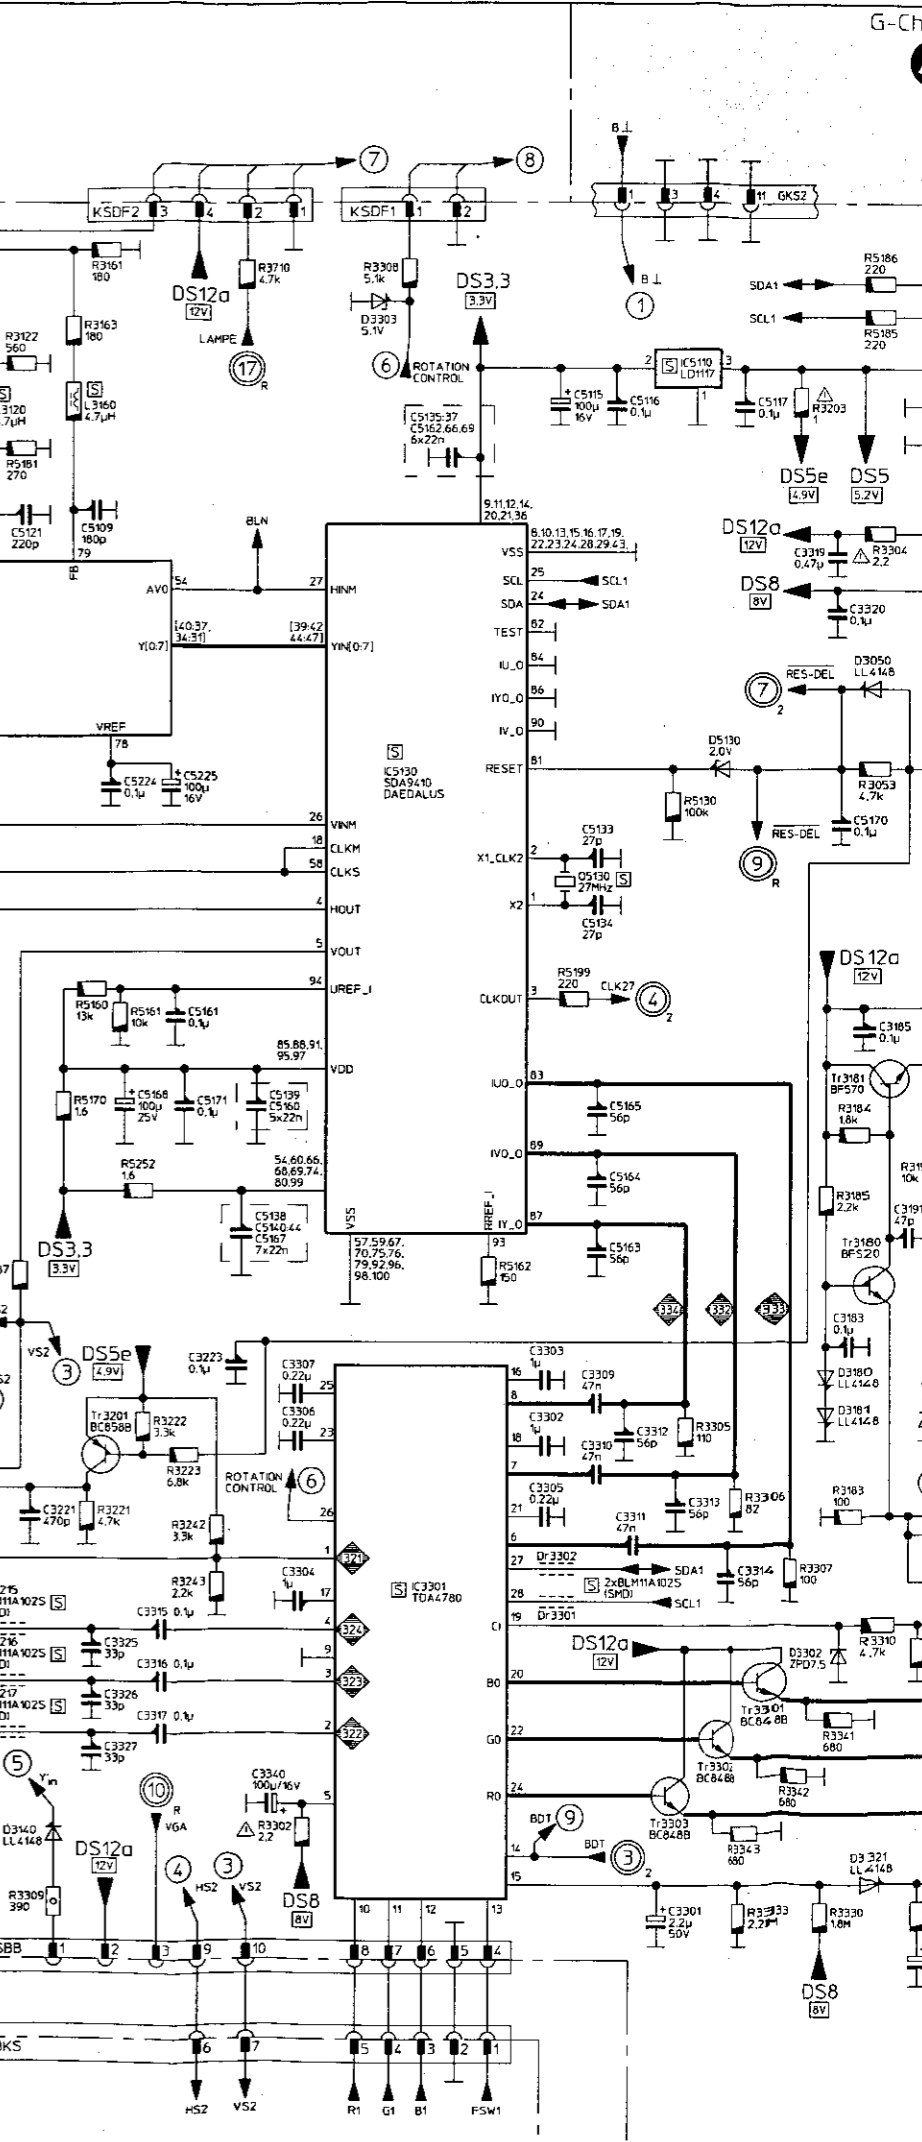 G-Ch
B⊥
7
8
KSDF2
3
4
2
1
KSDF1
1
2
1
3
4
11
GKS2
R3161
180
DS12a
12V
R3710
4.7k
R3308
5.1k
D3303
5.1V
DS3,3
3.3V
B⊥
1
SDA1
R5186
220
SCL1
R5185
220
R3122
560
R3163
180
LAMPE
17
R
6
ROTATION
CONTROL
S
L3160
4.7µH
C5135:37
C5162,66,69
6x22n
C5115
100µ
16V
C5116
0.1µ
S
IC5110
LD1117
2
3
1
C5117
0.1µ
R3203
1
R5181
270
DS5e
4.9V
DS5
5.2V
C5121
220p
C5109
180p
79
FB
BLN
9,11,12,14,
20,21,36
DS12a
12V
C3319
0.47µ
R3304
2.2
DS8
8V
C3320
0.1µ
AVO
54
27
HINM
8,10,13,15,16,17,19,
22,23,24,28,29,43,
VSS
SCL
25
SCL1
SDA
24
SDA1
TEST
82
Y[0:7]
[40:37,
34:31]
[39:42
44:47]
YIN[0:7]
IU_O
84
IYQ_O
86
IV_O
90
RESET
81
RES-DEL
7
2
D3050
LL4148
VREF
78
C5224
0.1µ
C5225
100µ
16V
S
IC5130
SDA9410
DAEDALUS
D5130
2.0V
R5130
100k
RES-DEL
9
R
R3053
4.7k
C5170
0.1µ
26
VINM
18
CLKM
58
CLKS
4
HOUT
5
VOUT
94
UREF_I
X1_CLK2
2
C5133
27p
Q5130
27MHz
S
X2
1
C5134
27p
CLKOUT
3
R5199
220
CLK27
4
2
R5160
13k
R5161
10k
C5161
0.1µ
85,88,91,
95,97
VDD
R5170
1.6
C5168
100µ
25V
C5171
0.1µ
C5139
C5160
5x22n
IUQ_O
83
C5165
56p
IVQ_O
89
C5164
56p
IY_O
87
C5163
56p
RREF_I
93
R5162
150
VSS
57,59,67,
70,75,76,
79,92,96,
98,100
54,60,66,
68,69,74,
80,99
R5252
1.6
C5138
C5140:44
C5167
7x22n
DS3,3
3.3V
DS12a
12V
C3185
0.1µ
Tr3181
BF570
R3184
1.8k
R3185
2.2k
10k
C3191
47p
Tr3180
BFS20
C3183
0.1µ
D3180
LL4148
D3181
LL4148
R3183
100
334
332
333
VS2
3
DS5e
4.9V
C3223
0.1µ
Tr3201
BC858B
R3222
3.3k
R3223
6.8k
C3221
470p
R3221
4.7k
C3307
0.22µ
25
C3306
0.22µ
23
ROTATION
CONTROL
6
26
C3303
1µ
16
8
C3309
47n
C3302
1µ
18
C3312
56p
R3305
110
7
C3310
47n
C3305
0.22µ
21
C3313
56p
R3306
82
6
C3311
47n
27
Dr3302
SDA1
S
2xBLM11A102S
(SMD)
28
SCL1
19
CI
Dr3301
C3314
56p
R3307
100
R3242
3.3k
1
321
S
IC3301
TDA4780
R3243
2.2k
C3304
1µ
17
4
324
9
3
323
2
322
C3315 0.1µ
C3325
33p
C3316 0.1µ
C3326
33p
C3317 0.1µ
C3327
33p
DS12a
12V
D3302
ZPD7.5
R3310
4.7k
20
BO
Tr3301
BC848B
R3341
680
22
GO
Tr3302
BC848B
R3342
680
24
RO
Tr3303
BC848B
R3343
680
5
Yin
10
R
VGA
C3340
100µ/16V
R3302
2.2
5
DS8
8V
BDT
9
14
BDT
3
2
15
D3140
LL4148
DS12a
12V
4
HS2
3
VS2
R3309
390
D3321
LL4148
C3301
2.2µ
50V
R3330
1.8M
DS8
8V
10
11
12
13
1
2
3
9
10
8
7
6
5
4
6
7
5
4
3
2
1
HS2
VS2
R1
G1
B1
FSW1